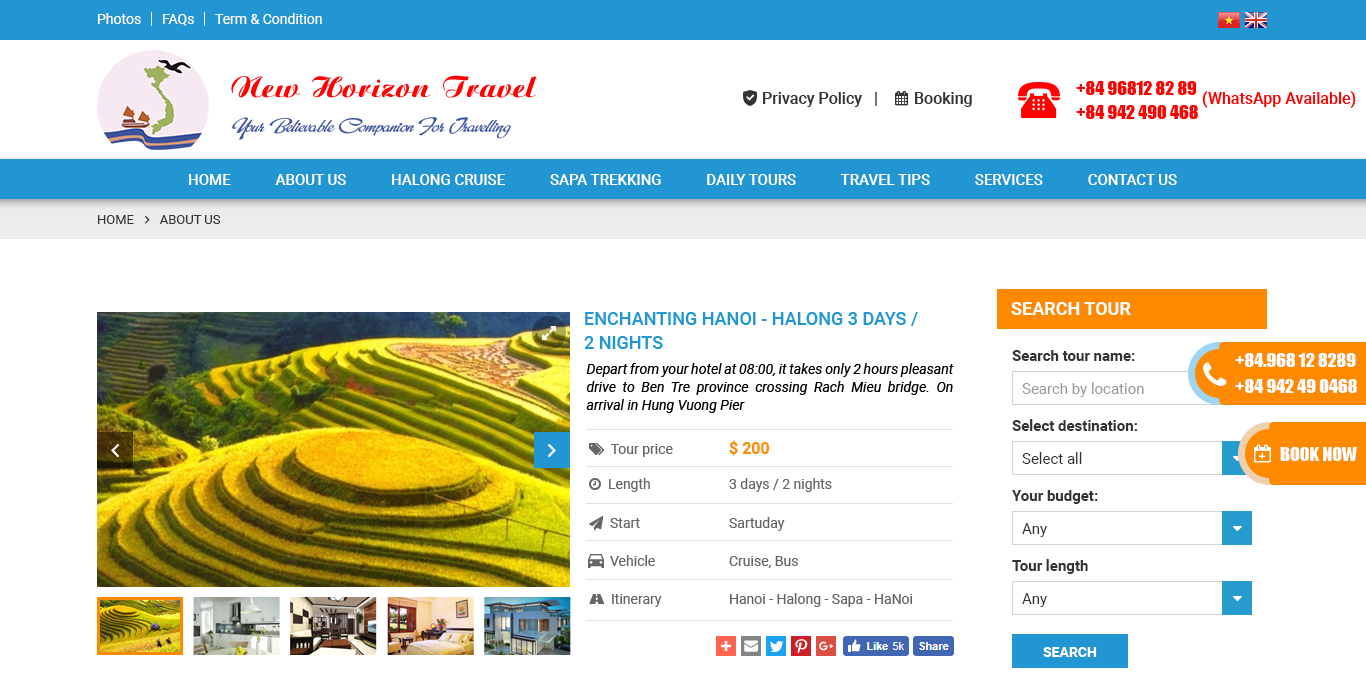 Photos | FAQs | Term & Condition
New Horizon Travel
Your Believable Companion For Travelling
Privacy Policy | Booking
+84 96812 82 89
+84 942 490 468
(WhatsApp Available)
HOME ABOUT US HALONG CRUISE SAPA TREKKING DAILY TOURS TRAVEL TIPS SERVICES CONTACT US
HOME > ABOUT US
ENCHANTING HANOI - HALONG 3 DAYS /
2 NIGHTS
Depart from your hotel at 08:00, it takes only 2 hours pleasant
drive to Ben Tre province crossing Rach Mieu bridge. On
arrival in Hung Vuong Pier
Tour price $ 200
Length 3 days / 2 nights
Start Sartuday
Vehicle Cruise, Bus
Itinerary Hanoi - Halong - Sapa - HaNoi
Like 5k Share
SEARCH TOUR
Search tour name:
Search by location
Select destination:
Select all
Your budget:
Any
Tour length
Any
SEARCH
+84.968 12 8289
+84 942 49 0468
BOOK NOW